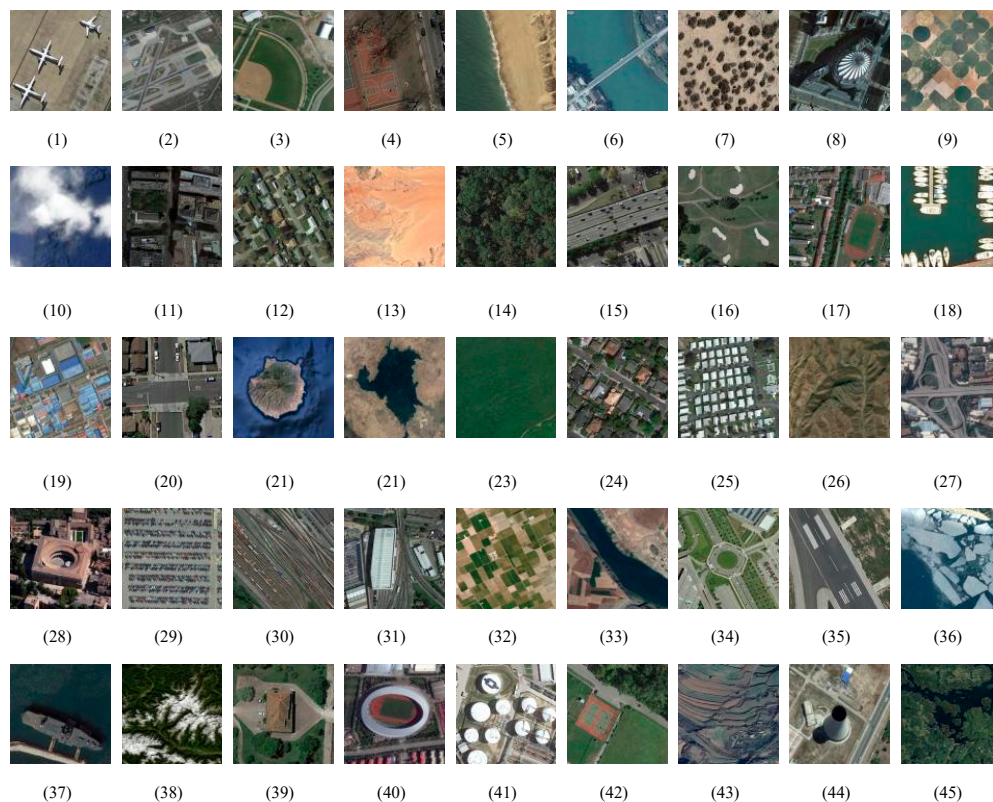 (1) (2) (3) (4) (5) (6) (7) (8) (9)
(10) (11) (12) (13) (14) (15) (16) (17) (18)
(19) (20) (21) (21) (23) (24) (25) (26) (27)
(28) (29) (30) (31) (32) (33) (34) (35) (36)
(37) (38) (39) (40) (41) (42) (43) (44) (45)